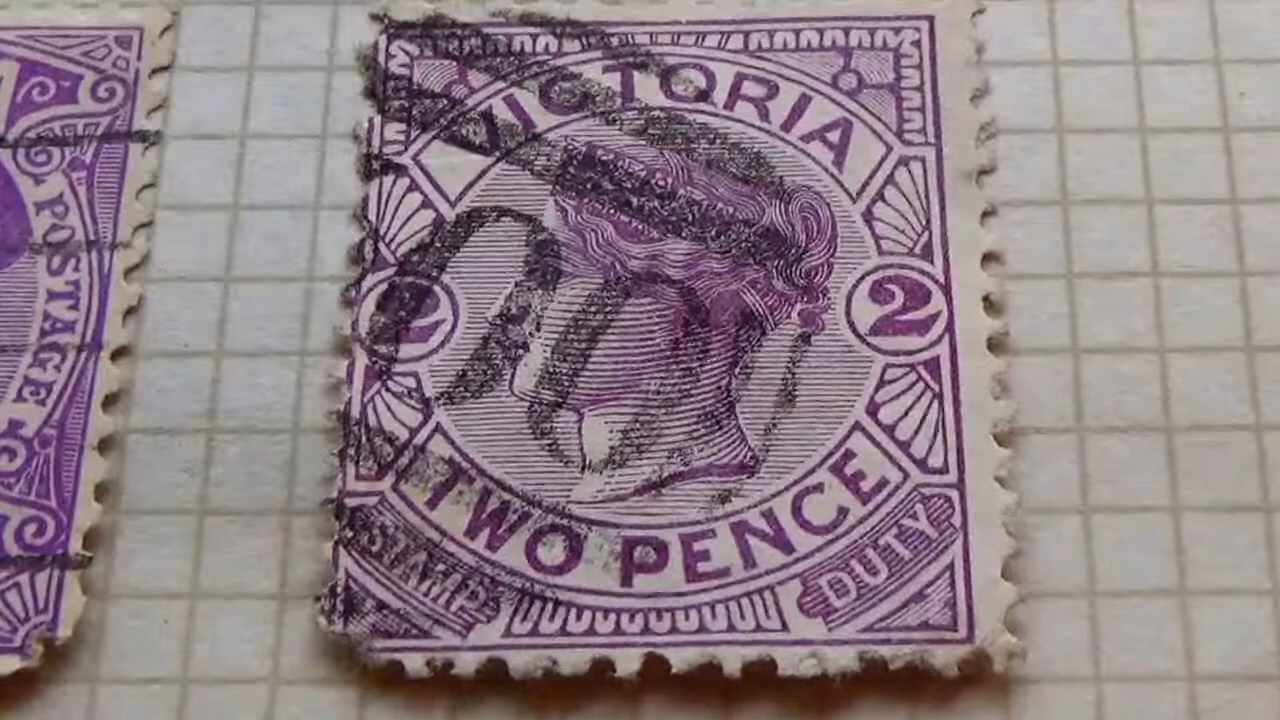 POSTAGE
VICTORIA
2 2
TWO PENCE
STAMP DUTY